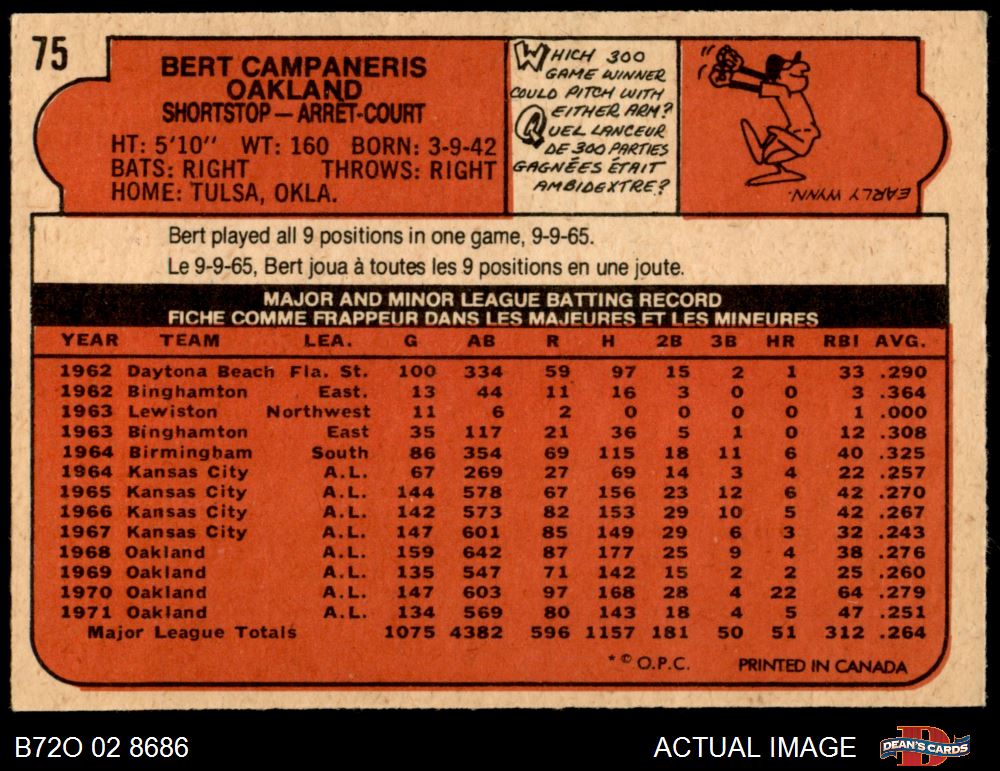 75
BERT CAMPANERIS
OAKLAND
SHORTSTOP — ARRÊT-COURT
HT: 5'10" WT: 160 BORN: 3-9-42
BATS: RIGHT THROWS: RIGHT
HOME: TULSA, OKLA.
WHICH 300
GAME WINNER
COULD PITCH WITH
EITHER ARM?
QUEL LANCEUR
DE 300 PARTIES
GAGNÉES ÉTAIT
AMBIDEXTRE?
EARLY WYNN.
Bert played all 9 positions in one game, 9-9-65.
Le 9-9-65, Bert joua à toutes les 9 positions en une joute.
MAJOR AND MINOR LEAGUE BATTING RECORD
FICHE COMME FRAPPEUR DANS LES MAJEURES ET LES MINEURES
YEAR TEAM LEA. G AB R H 2B 3B HR RBI AVG.
1962 Daytona Beach Fla. St. 100 334 59 97 15 2 1 33 .290
1962 Binghamton East. 13 44 11 16 3 0 0 3 .364
1963 Lewiston Northwest 11 6 2 0 0 0 0 1 .000
1963 Binghamton East 35 117 21 36 5 1 0 12 .308
1964 Birmingham South 86 354 69 115 18 11 6 40 .325
1964 Kansas City A.L. 67 269 27 69 14 3 4 22 .257
1965 Kansas City A.L. 144 578 67 156 23 12 6 42 .270
1966 Kansas City A.L. 142 573 82 153 29 10 5 42 .267
1967 Kansas City A.L. 147 601 85 149 29 6 3 32 .243
1968 Oakland A.L. 159 642 87 177 25 9 4 38 .276
1969 Oakland A.L. 135 547 71 142 15 2 2 25 .260
1970 Oakland A.L. 147 603 97 168 28 4 22 64 .279
1971 Oakland A.L. 134 569 80 143 18 4 5 47 .251
Major League Totals 1075 4382 596 1157 181 50 51 312 .264
* © O.P.C. PRINTED IN CANADA
B72O 02 8686
ACTUAL IMAGE
DEAN'S CARDS